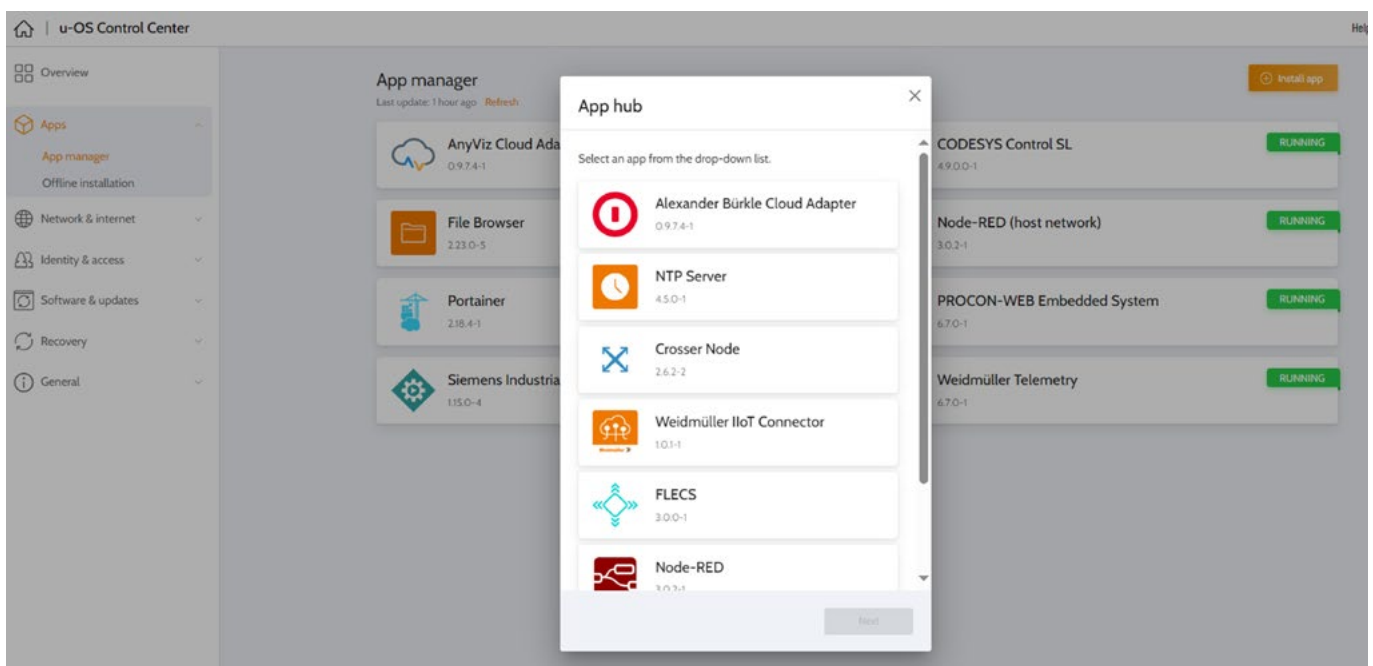 u-OS Control Center
Help
Overview
Apps
App manager
Offline installation
Network & internet
Identity & access
Software & updates
Recovery
General
App manager
Last update: 1 hour ago Refresh
Install app
AnyViz Cloud Ada
0.9.7.4-1
File Browser
2.23.0-5
Portainer
2.18.4-1
Siemens Industria
1.15.0-4
CODESYS Control SL
4.9.0.0-1
RUNNING
Node-RED (host network)
3.0.2-1
RUNNING
PROCON-WEB Embedded System
6.7.0-1
RUNNING
Weidmüller Telemetry
6.7.0-1
RUNNING
App hub
Select an app from the drop-down list.
Alexander Bürkle Cloud Adapter
0.9.7.4-1
NTP Server
4.5.0-1
Crosser Node
2.6.2-2
Weidmüller IIoT Connector
1.0.1-1
FLECS
3.0.0-1
Node-RED
3.0.2-1
Next